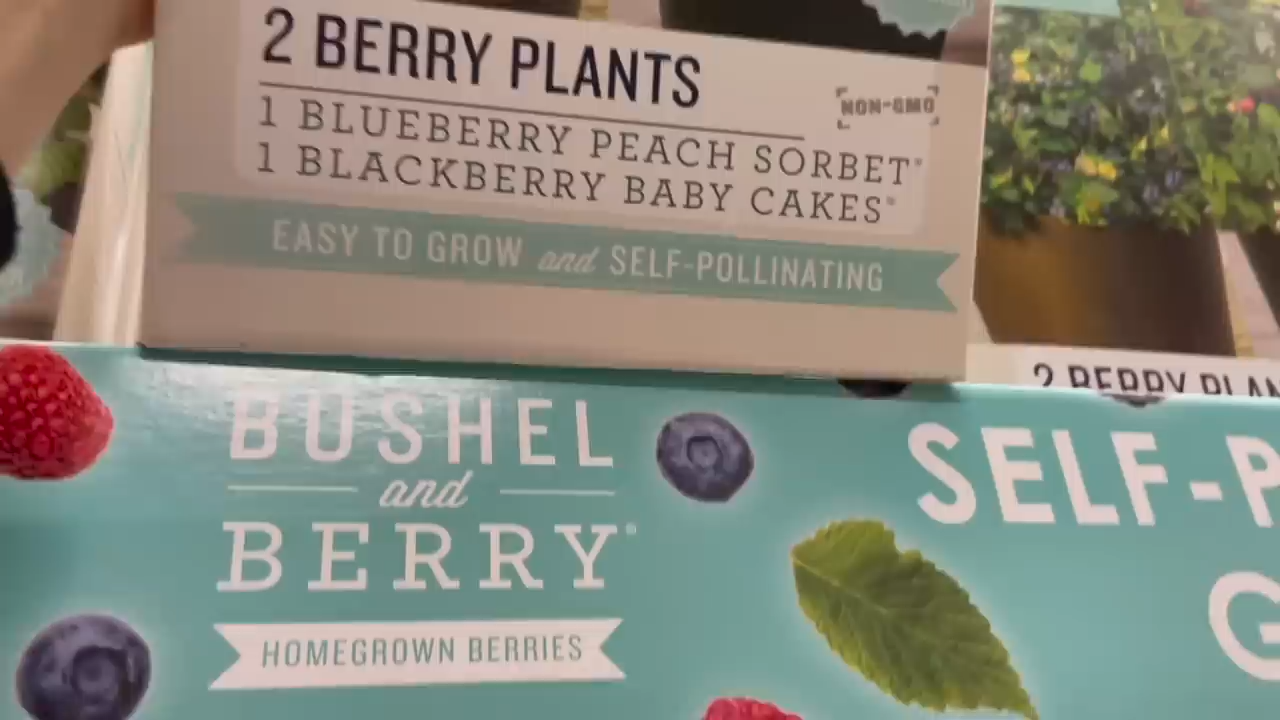 2 BERRY PLANTS
NON-GMO
1 BLUEBERRY PEACH SORBET®
1 BLACKBERRY BABY CAKES®
EASY TO GROW and SELF-POLLINATING
2 BERRY PLAN
BUSHEL
and
BERRY®
HOMEGROWN BERRIES
SELF-P
G